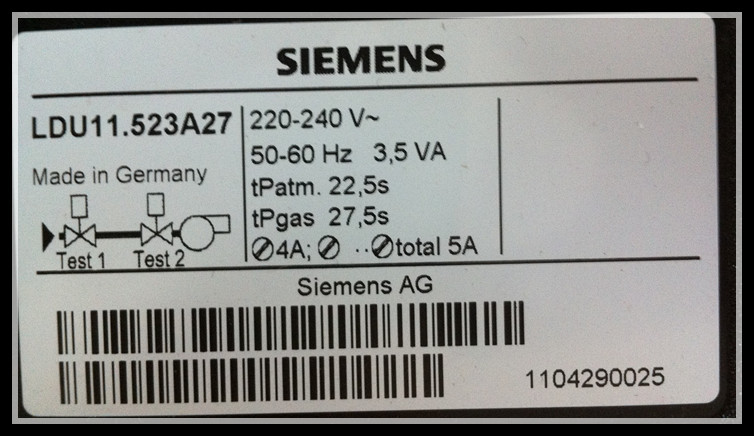 SIEMENS
LDU11.523A27
Made in Germany
Test 1 Test 2
220-240 V~
50-60 Hz 3,5 VA
tPatm. 22,5s
tPgas 27,5s
⊘4A; ⊘ ··⊘total 5A
Siemens AG
1104290025